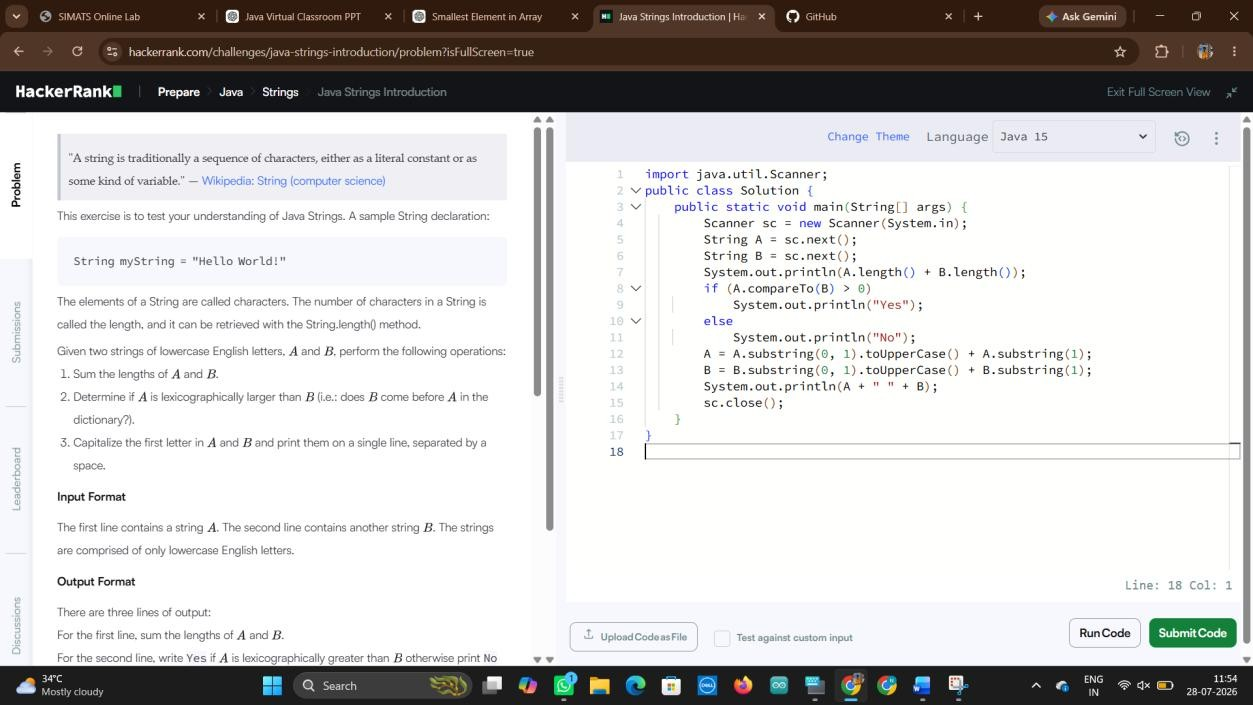 SIMATS Online Lab
Java Virtual Classroom PPT
Smallest Element in Array
Java Strings Introduction | Ha
GitHub
Ask Gemini
hackerrank.com/challenges/java-strings-introduction/problem?isFullScreen=true
HackerRank
Prepare
Java
Strings
Java Strings Introduction
Exit Full Screen View
Problem
Submissions
Leaderboard
Discussions
"A string is traditionally a sequence of characters, either as a literal constant or as
some kind of variable." — Wikipedia: String (computer science)
This exercise is to test your understanding of Java Strings. A sample String declaration:
String myString = "Hello World!"
The elements of a String are called characters. The number of characters in a String is
called the length, and it can be retrieved with the String.length() method.
Given two strings of lowercase English letters, A and B, perform the following operations:
1. Sum the lengths of A and B.
2. Determine if A is lexicographically larger than B (i.e.: does B come before A in the
dictionary?).
3. Capitalize the first letter in A and B and print them on a single line, separated by a
space.
Input Format
The first line contains a string A. The second line contains another string B. The strings
are comprised of only lowercase English letters.
Output Format
There are three lines of output:
For the first line, sum the lengths of A and B.
For the second line, write Yes if A is lexicographically greater than B otherwise print No
Change Theme Language Java 15
1 import java.util.Scanner;
2 public class Solution {
3 public static void main(String[] args) {
4 Scanner sc = new Scanner(System.in);
5 String A = sc.next();
6 String B = sc.next();
7 System.out.println(A.length() + B.length());
8 if (A.compareTo(B) > 0)
9 System.out.println("Yes");
10 else
11 System.out.println("No");
12 A = A.substring(0, 1).toUpperCase() + A.substring(1);
13 B = B.substring(0, 1).toUpperCase() + B.substring(1);
14 System.out.println(A + " " + B);
15 sc.close();
16 }
17 }
18
Line: 18 Col: 1
Upload Code as File
Test against custom input
Run Code
Submit Code
34°C
Mostly cloudy
Search
1
DELL
ENG
IN
11:54
28-07-2026